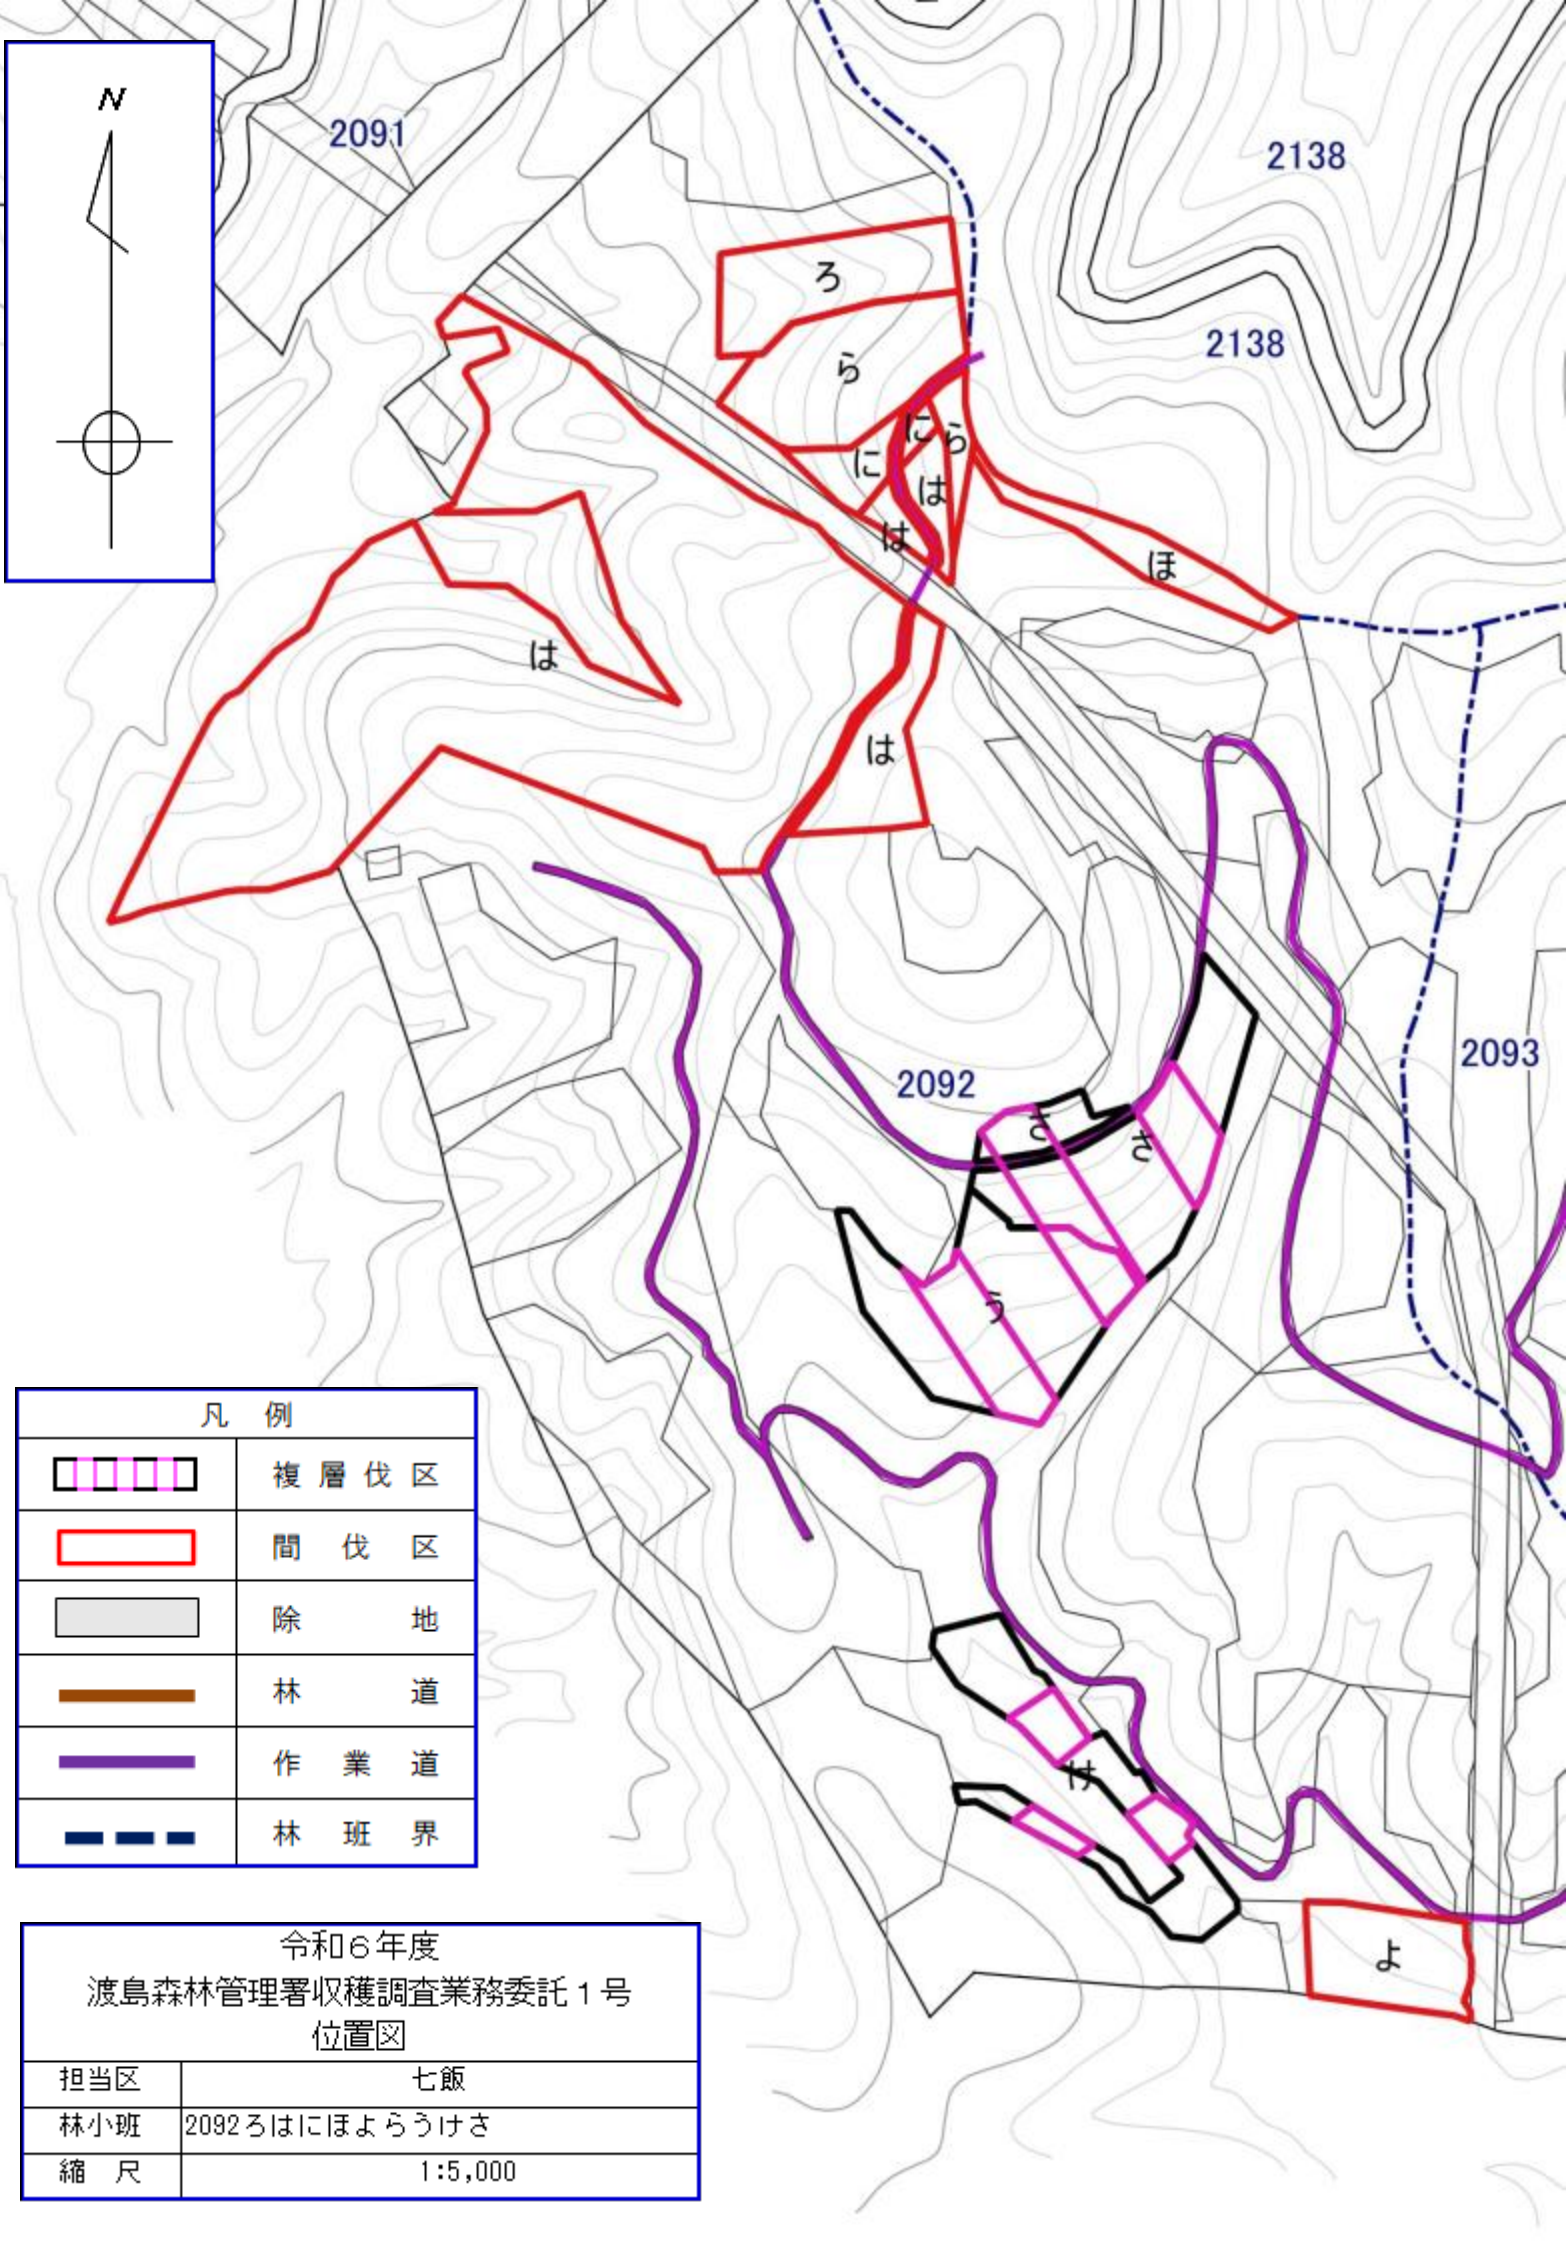 N
2091
2138
2138
ろ
ら
に
ら
に
は
は
ほ
は
は
2093
2092
さ
さ
う
け
よ
凡 例
複層伐区
間伐区
除地
林道
作業道
林班界
令和6年度
渡島森林管理署収穫調査業務委託1号
位置図
担当区 七飯
林小班 2092ろはにほよらうけさ
縮尺 1:5,000